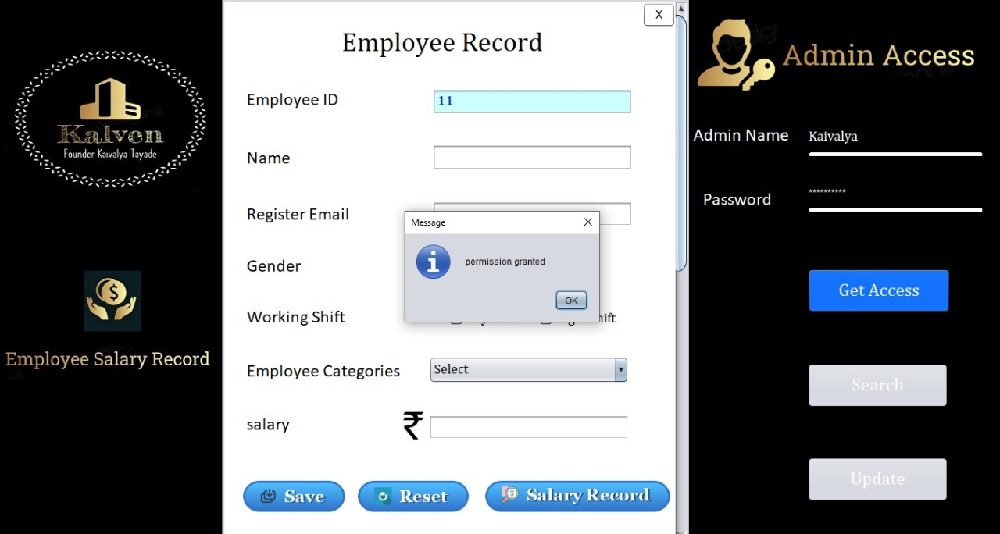 Kalven
Founder Kaivalya Tayade
Employee Salary Record
X
Employee Record
Employee ID
11
Name
Register Email
Gender
Working Shift
Employee Categories
Select
salary
₹
Save
Reset
Salary Record
Message
permission granted
OK
Admin Access
Admin Name
Kaivalya
Password
**********
Get Access
Search
Update